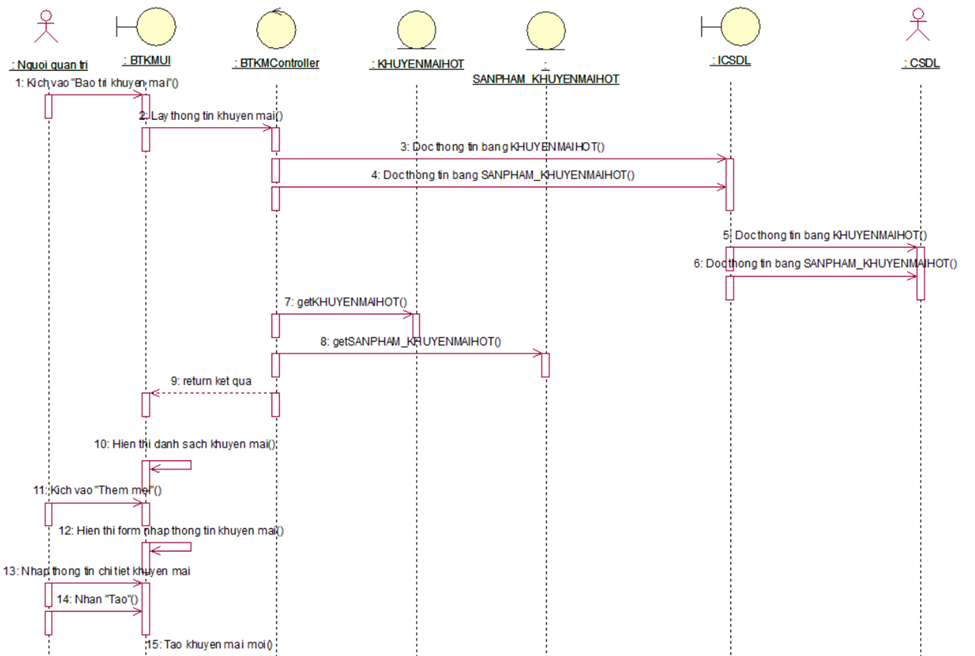 : Nguoi quan tri
: BTKMUI
: BTKMController
: KHUYENMAIHOT
:
SANPHAM_KHUYENMAIHOT
: ICSDL
: CSDL
1: Kich vao "Bao tri khuyen mai"()
2: Lay thong tin khuyen mai()
3: Doc thong tin bang KHUYENMAIHOT()
4: Doc thong tin bang SANPHAM_KHUYENMAIHOT()
5: Doc thong tin bang KHUYENMAIHOT()
6: Doc thong tin bang SANPHAM_KHUYENMAIHOT()
7: getKHUYENMAIHOT()
8: getSANPHAM_KHUYENMAIHOT()
9: return ket qua
10: Hien thi danh sach khuyen mai()
11: Kich vao "Them moi"()
12: Hien thi form nhap thong tin khuyen mai()
13: Nhap thong tin chi tiet khuyen mai
14: Nhan "Tao"()
15: Tao khuyen mai moi()